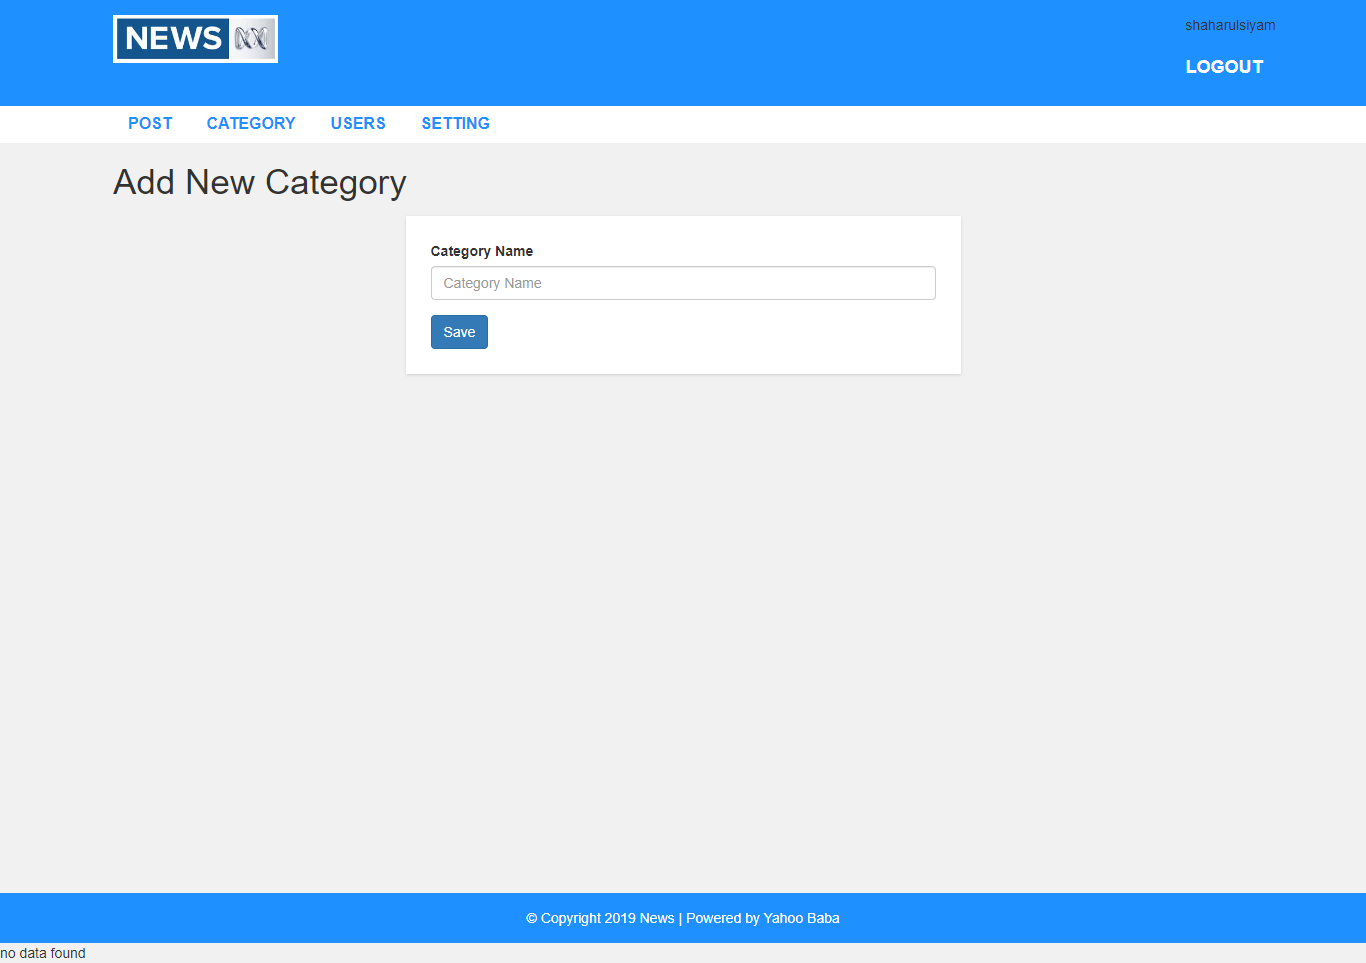 NEWS
shaharulsiyam
LOGOUT
POST CATEGORY USERS SETTING
Add New Category
Category Name
Category Name
Save
© Copyright 2019 News | Powered by Yahoo Baba
no data found